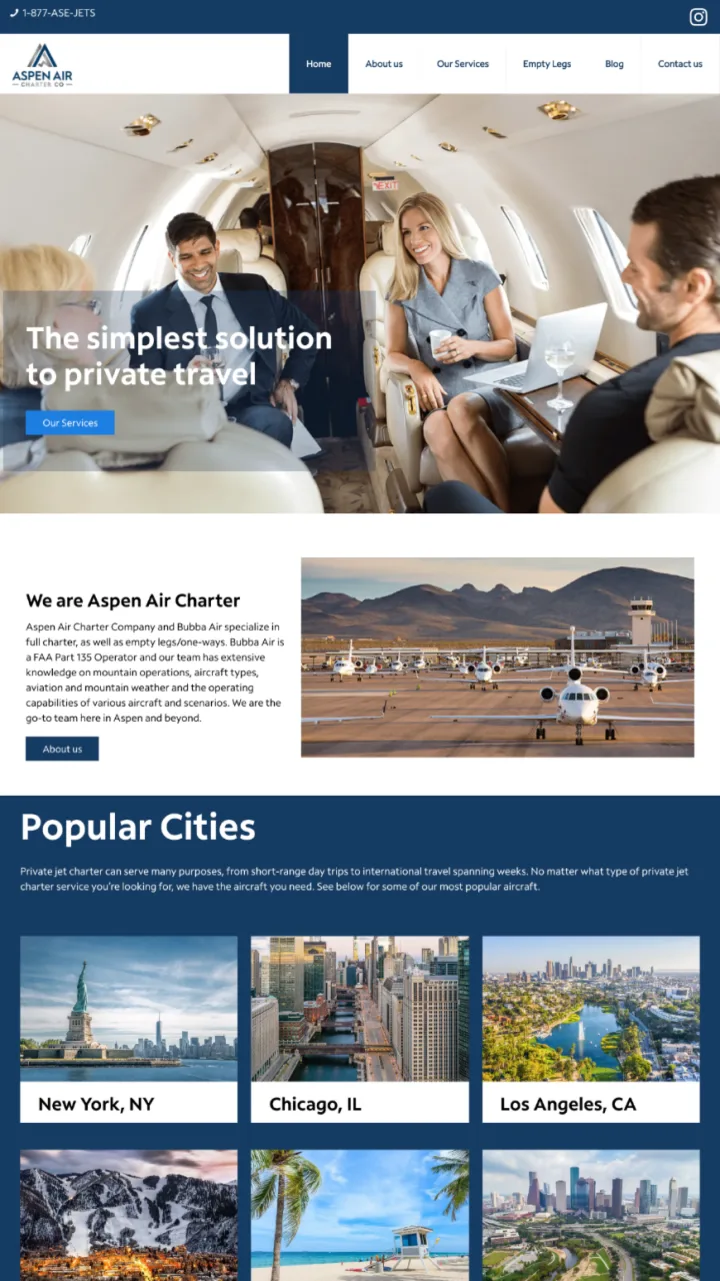 1-877-ASE-JETS
ASPEN AIR
CHARTER CO
Home
About us
Our Services
Empty Legs
Blog
Contact us
EXIT
The simplest solution
to private travel
Our Services
We are Aspen Air Charter
Aspen Air Charter Company and Bubba Air specialize in
full charter, as well as empty legs/one-ways. Bubba Air is
a FAA Part 135 Operator and our team has extensive
knowledge on mountain operations, aircraft types,
aviation and mountain weather and the operating
capabilities of various aircraft and scenarios. We are the
go-to team here in Aspen and beyond.
About us
Popular Cities
Private jet charter can serve many purposes, from short-range day trips to international travel spanning weeks. No matter what type of private jet
charter service you're looking for, we have the aircraft you need. See below for some of our most popular aircraft.
New York, NY
Chicago, IL
Los Angeles, CA